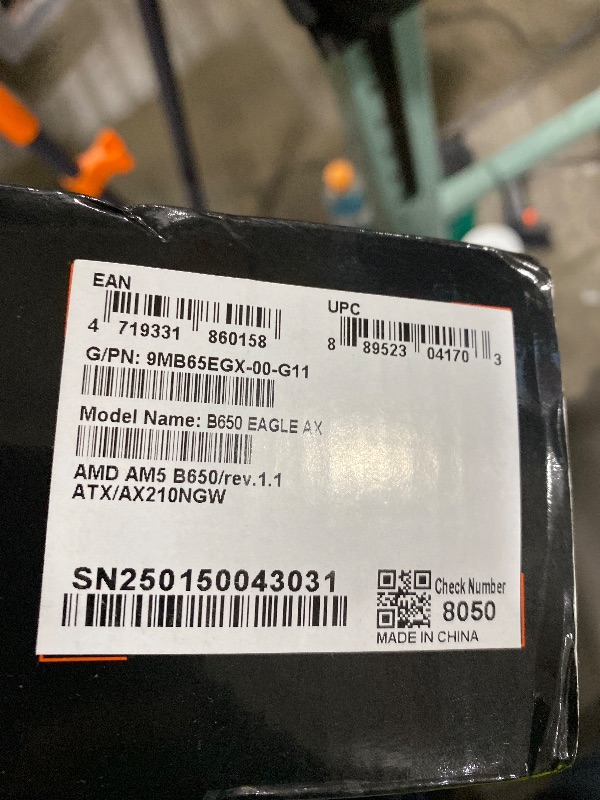 EAN
4 719331 860158
UPC
8 89523 04170 3
G/PN: 9MB65EGX-00-G11
Model Name: B650 EAGLE AX
AMD AM5 B650/rev.1.1
ATX/AX210NGW
SN250150043031
Check Number
8050
MADE IN CHINA